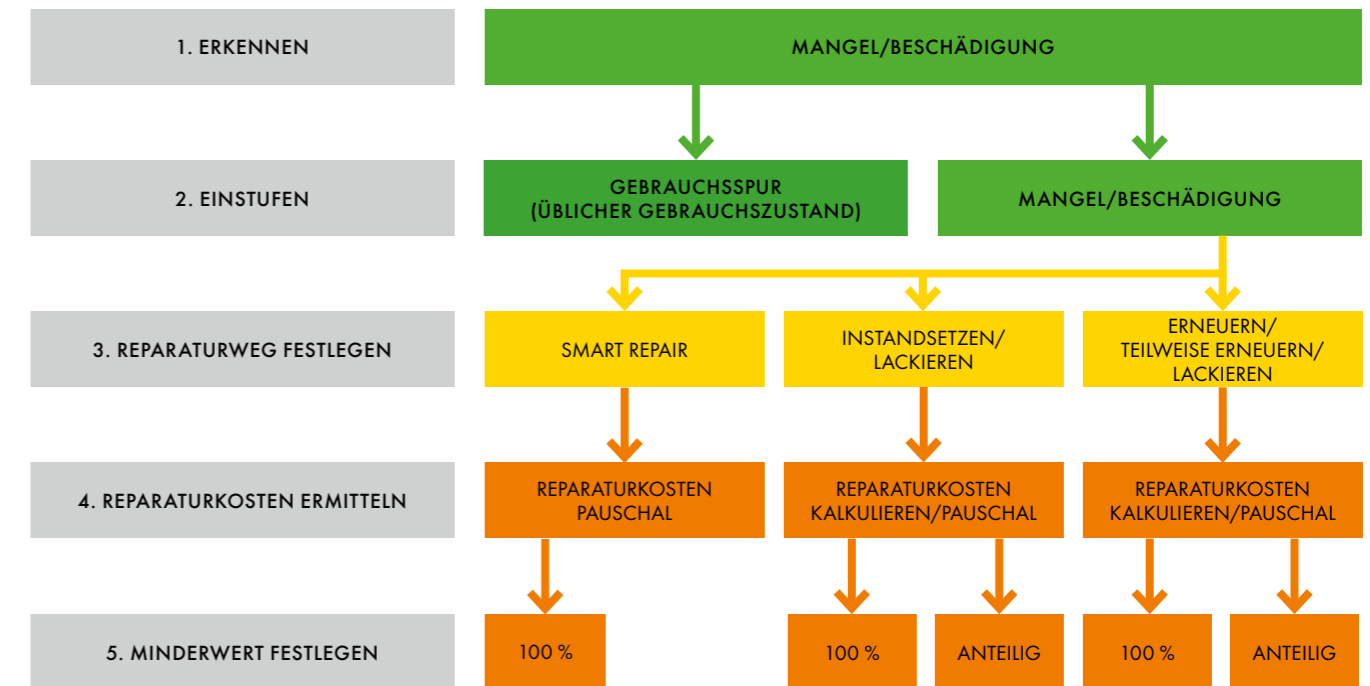 1. ERKENNEN
MANGEL/BESCHÄDIGUNG
2. EINSTUFEN
GEBRAUCHSSPUR
(ÜBLICHER GEBRAUCHSZUSTAND)
MANGEL/BESCHÄDIGUNG
3. REPARATURWEG FESTLEGEN
SMART REPAIR
INSTANDSETZEN/
LACKIEREN
ERNEUERN/
TEILWEISE ERNEUERN/
LACKIEREN
4. REPARATURKOSTEN ERMITTELN
REPARATURKOSTEN
PAUSCHAL
REPARATURKOSTEN
KALKULIEREN/PAUSCHAL
REPARATURKOSTEN
KALKULIEREN/PAUSCHAL
5. MINDERWERT FESTLEGEN
100 %
100 %
ANTEILIG
100 %
ANTEILIG